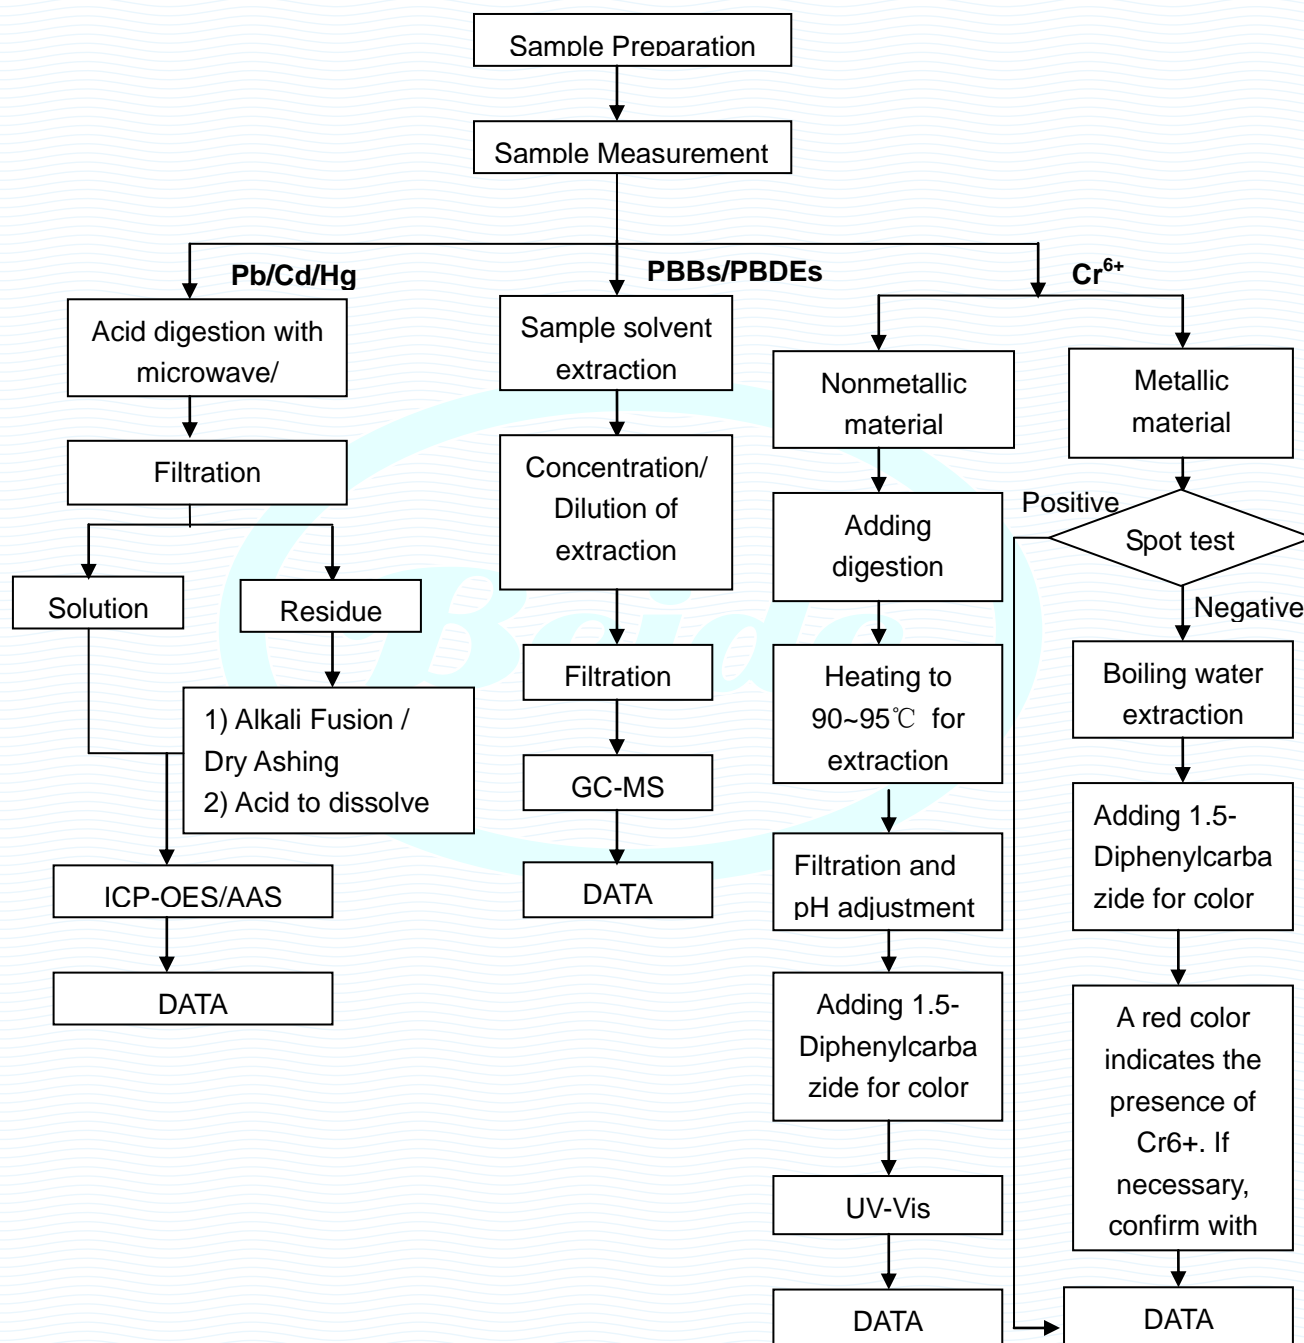 Sample Preparation
Sample Measurement
Pb/Cd/Hg
PBBs/PBDEs
Cr6+
Acid digestion with
microwave/
Filtration
Solution
Residue
1) Alkali Fusion /
Dry Ashing
2) Acid to dissolve
ICP-OES/AAS
DATA
Sample solvent
extraction
Concentration/
Dilution of
extraction
Filtration
GC-MS
DATA
Nonmetallic
material
Adding
digestion
Heating to
90~95℃ for
extraction
Filtration and
pH adjustment
Adding 1.5-
Diphenylcarba
zide for color
UV-Vis
DATA
Metallic
material
Positive
Spot test
Negative
Boiling water
extraction
Adding 1.5-
Diphenylcarba
zide for color
A red color
indicates the
presence of
Cr6+. If
necessary,
confirm with
DATA